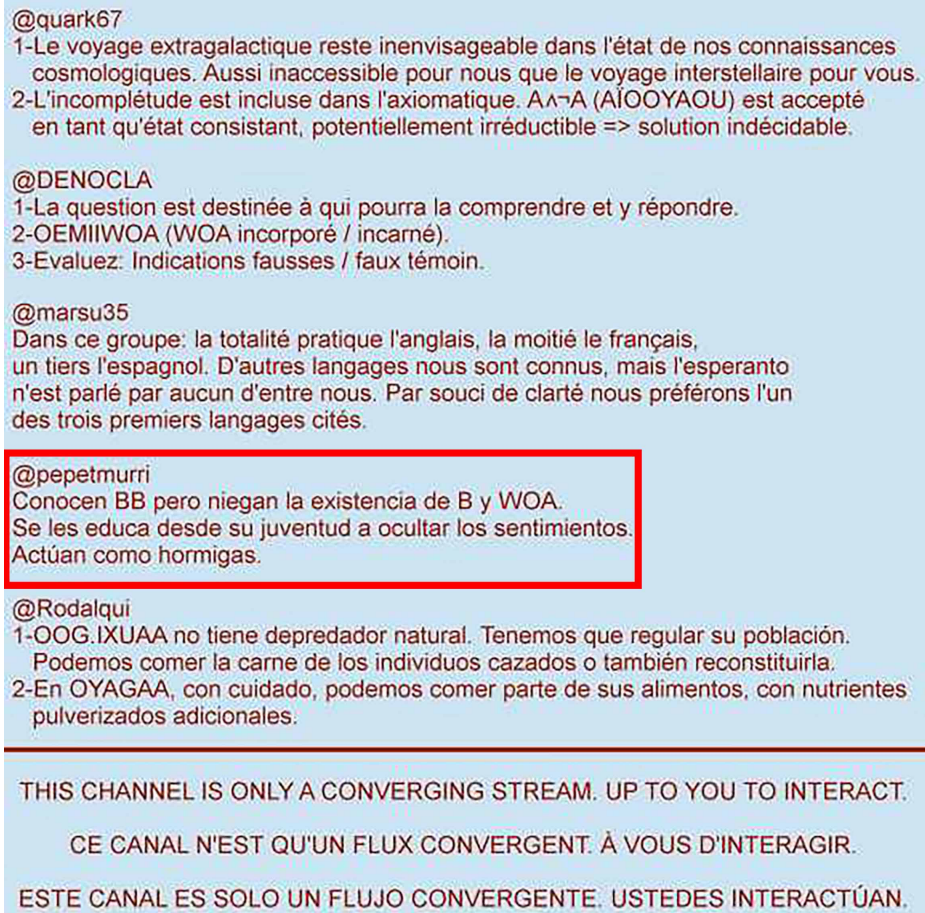 @quark67
1-Le voyage extragalactique reste inenvisageable dans l'état de nos connaissances
cosmologiques. Aussi inaccessible pour nous que le voyage interstellaire pour vous.
2-L'incomplétude est incluse dans l'axiomatique. A∧¬A (AÏOOYAOU) est accepté
en tant qu'état consistant, potentiellement irréductible => solution indécidable.
@DENOCLA
1-La question est destinée à qui pourra la comprendre et y répondre.
2-OEMIIWOA (WOA incorporé / incarné).
3-Evaluez: Indications fausses / faux témoin.
@marsu35
Dans ce groupe: la totalité pratique l'anglais, la moitié le français,
un tiers l'espagnol. D'autres langages nous sont connus, mais l'esperanto
n'est parlé par aucun d'entre nous. Par souci de clarté nous préférons l'un
des trois premiers langages cités.
@pepetmurri
Conocen BB pero niegan la existencia de B y WOA.
Se les educa desde su juventud a ocultar los sentimientos.
Actúan como hormigas.
@Rodalqui
1-OOG.IXUAA no tiene depredador natural. Tenemos que regular su población.
Podemos comer la carne de los individuos cazados o también reconstituirla.
2-En OYAGAA, con cuidado, podemos comer parte de sus alimentos, con nutrientes
pulverizados adicionales.
THIS CHANNEL IS ONLY A CONVERGING STREAM. UP TO YOU TO INTERACT.
CE CANAL N'EST QU'UN FLUX CONVERGENT. À VOUS D'INTERAGIR.
ESTE CANAL ES SOLO UN FLUJO CONVERGENTE. USTEDES INTERACTÚAN.